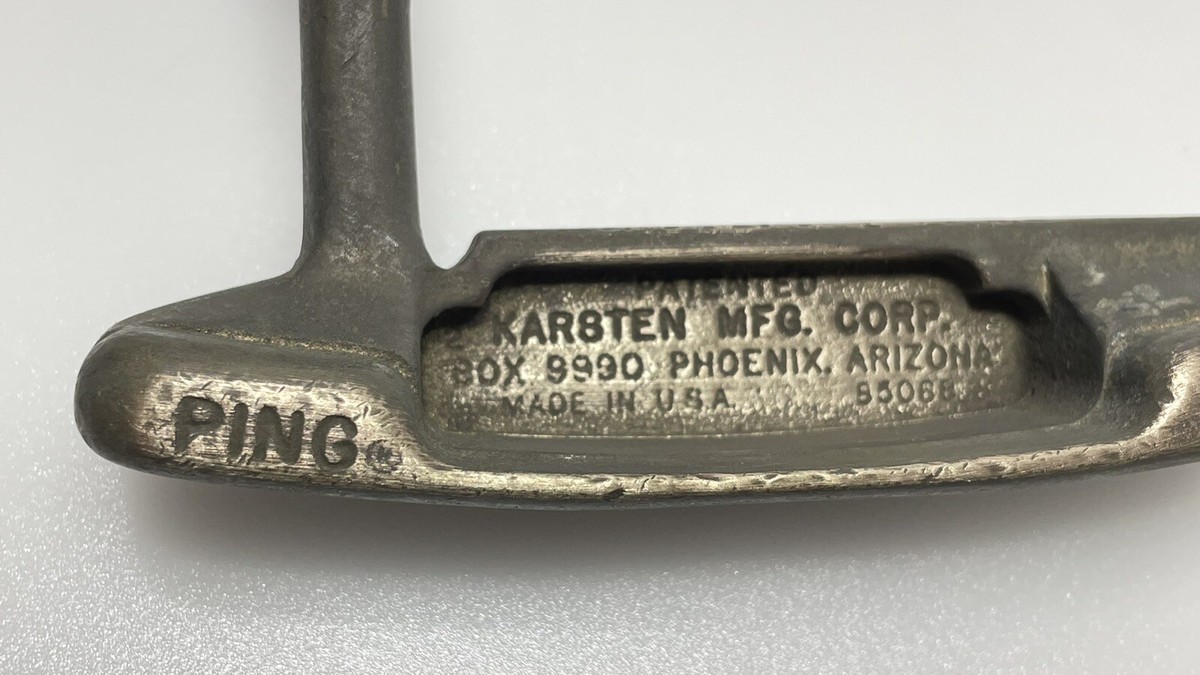 PATENTED
KARSTEN MFG. CORP.
BOX 9990 PHOENIX, ARIZONA
MADE IN U.S.A. 85068
PING®